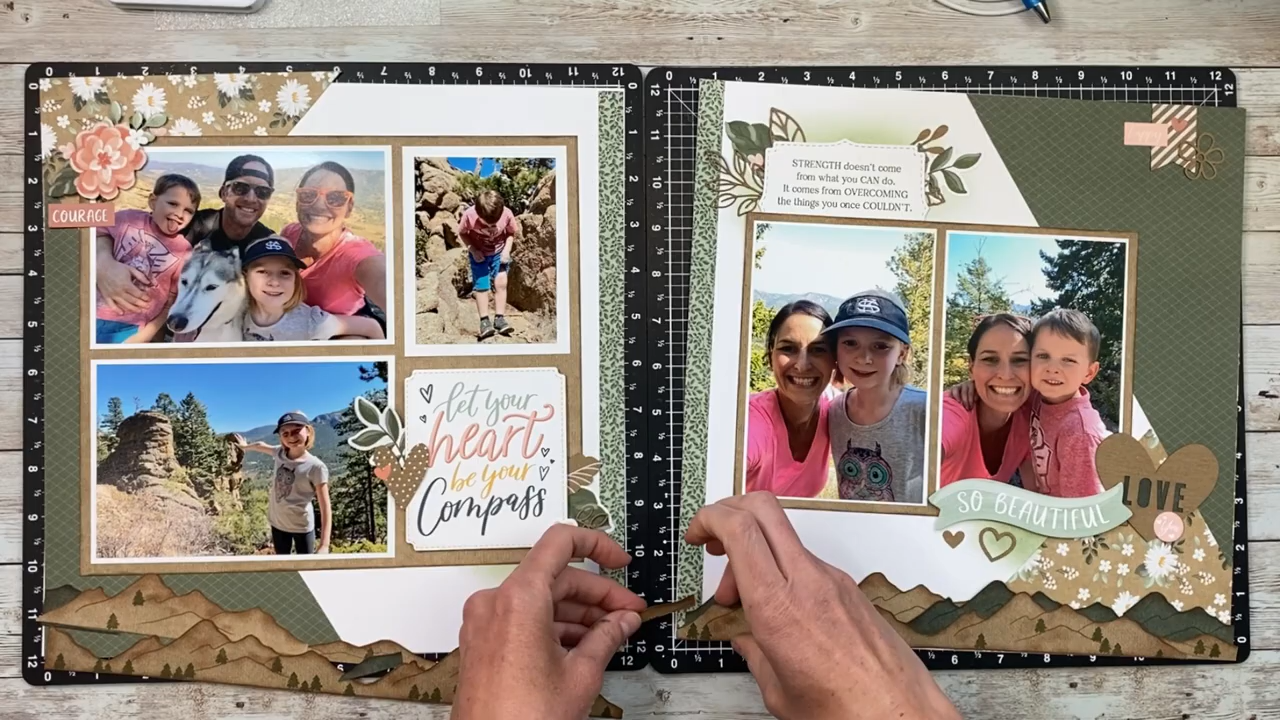 COURAGE
let your
heart
be your
Compass
STRENGTH doesn't come
from what you CAN do.
It comes from OVERCOMING
the things you once COULDN'T.
SO BEAUTIFUL
LOVE